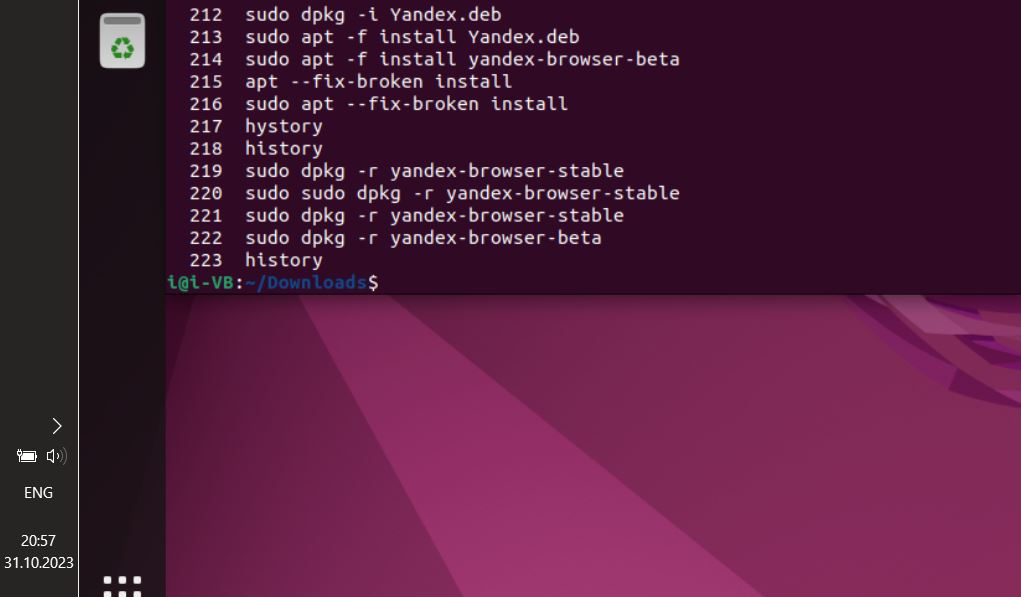 212 sudo dpkg -i Yandex.deb
213 sudo apt -f install Yandex.deb
214 sudo apt -f install yandex-browser-beta
215 apt --fix-broken install
216 sudo apt --fix-broken install
217 hystory
218 history
219 sudo dpkg -r yandex-browser-stable
220 sudo sudo dpkg -r yandex-browser-stable
221 sudo dpkg -r yandex-browser-stable
222 sudo dpkg -r yandex-browser-beta
223 history
i@i-VB:~/Downloads$
ENG
20:57
31.10.2023